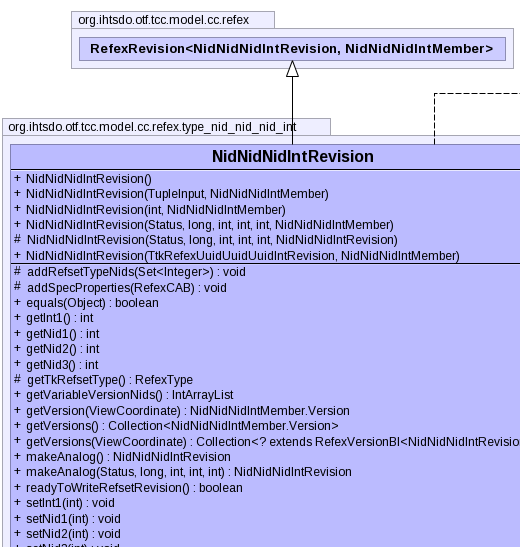 org.ihtsdo.otf.tcc.model.cc.refex
RefexRevision<NidNidNidIntRevision, NidNidNidIntMember>
org.ihtsdo.otf.tcc.model.cc.refex.type_nid_nid_nid_int
NidNidNidIntRevision
+ NidNidNidIntRevision()
+ NidNidNidIntRevision(TupleInput, NidNidNidIntMember)
+ NidNidNidIntRevision(int, NidNidNidIntMember)
+ NidNidNidIntRevision(Status, long, int, int, int, NidNidNidIntMember)
# NidNidNidIntRevision(Status, long, int, int, int, NidNidNidIntRevision)
+ NidNidNidIntRevision(TtkRefexUuidUuidUuidIntRevision, NidNidNidIntMember)
# addRefsetTypeNids(Set<Integer>) : void
# addSpecProperties(RefexCAB) : void
+ equals(Object) : boolean
+ getInt1() : int
+ getNid1() : int
+ getNid2() : int
+ getNid3() : int
# getTkRefsetType() : RefexType
+ getVariableVersionNids() : IntArrayList
+ getVersion(ViewCoordinate) : NidNidNidIntMember.Version
+ getVersions() : Collection<NidNidNidIntMember.Version>
+ getVersions(ViewCoordinate) : Collection<? extends RefexVersionBI<NidNidNidIntRevision
+ makeAnalog() : NidNidNidIntRevision
+ makeAnalog(Status, long, int, int, int) : NidNidNidIntRevision
+ readyToWriteRefsetRevision() : boolean
+ setInt1(int) : void
+ setNid1(int) : void
+ setNid2(int) : void
+ setNid3(int) : void